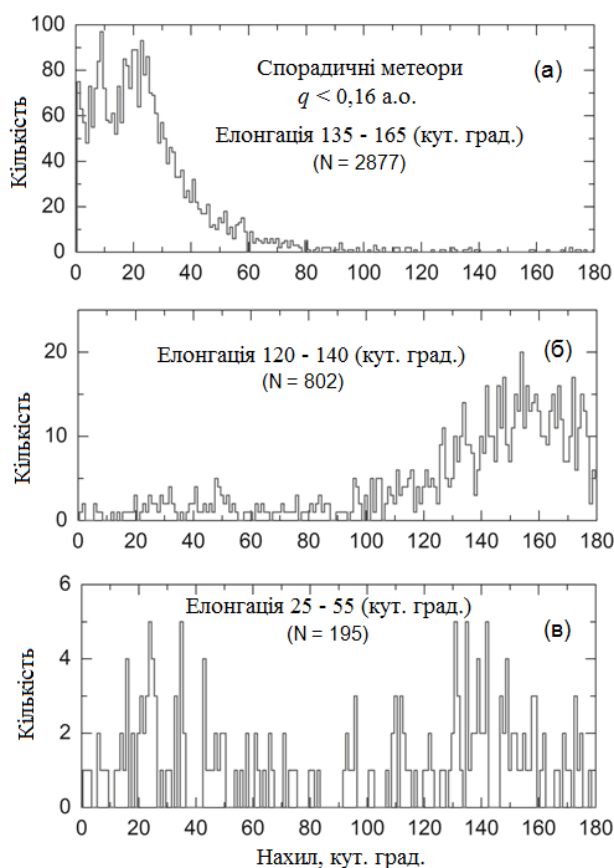 100
80
60
40
20
0
Кількість
Спорадичні метеори
q < 0,16 а.о.
Елонгація 135 - 165 (кут. град.)
(N = 2877)
(а)
0 20 40 60 80 100 120 140 160 180
20
10
0
Кількість
Елонгація 120 - 140 (кут. град.)
(N = 802)
(б)
0 20 40 60 80 100 120 140 160 180
6
4
2
0
Кількість
Елонгація 25 - 55 (кут. град.)
(N = 195)
(в)
0 20 40 60 80 100 120 140 160 180
Нахил, кут. град.